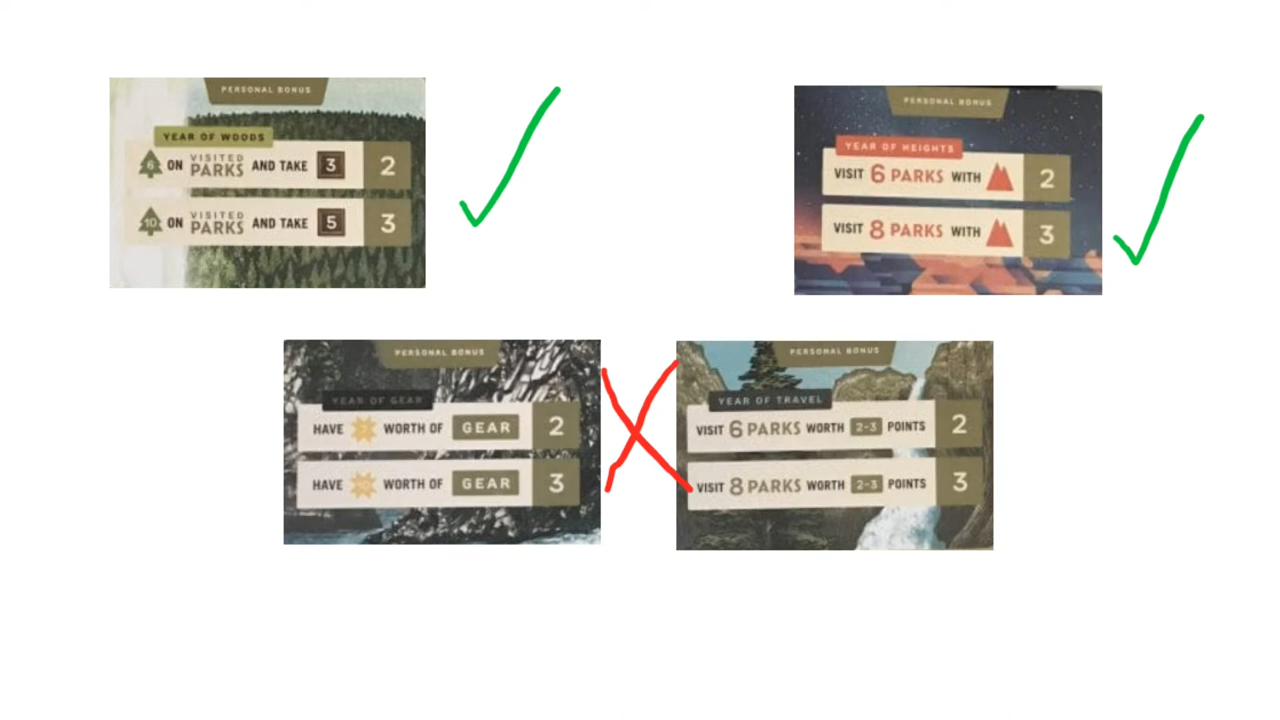 PERSONAL BONUS
YEAR OF WOODS
6 ON VISITED PARKS AND TAKE 3 2
10 ON VISITED PARKS AND TAKE 5 3
PERSONAL BONUS
YEAR OF HEIGHTS
VISIT 6 PARKS WITH 2
VISIT 8 PARKS WITH 3
PERSONAL BONUS
YEAR OF GEAR
HAVE WORTH OF GEAR 2
HAVE WORTH OF GEAR 3
PERSONAL BONUS
YEAR OF TRAVEL
VISIT 6 PARKS WORTH 2-3 POINTS 2
VISIT 8 PARKS WORTH 2-3 POINTS 3